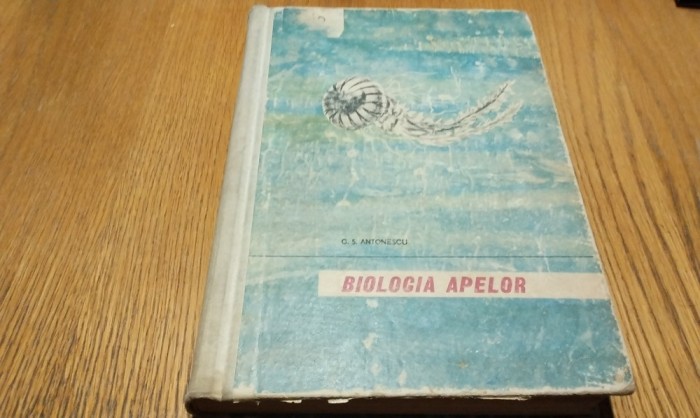 C. S. ANTONESCU
BIOLOGIA APELOR